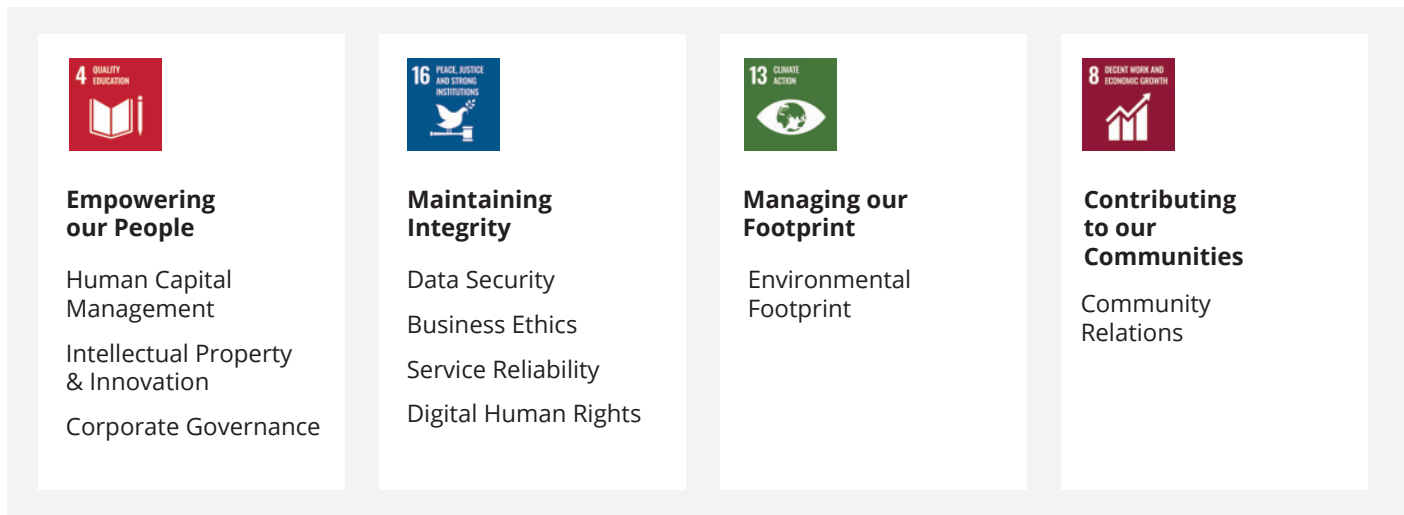 4 QUALITY
EDUCATION
Empowering
our People
Human Capital
Management
Intellectual Property
& Innovation
Corporate Governance
16 PEACE, JUSTICE
AND STRONG
INSTITUTIONS
Maintaining
Integrity
Data Security
Business Ethics
Service Reliability
Digital Human Rights
13 CLIMATE
ACTION
Managing our
Footprint
Environmental
Footprint
8 DECENT WORK AND
ECONOMIC GROWTH
Contributing
to our
Communities
Community
Relations